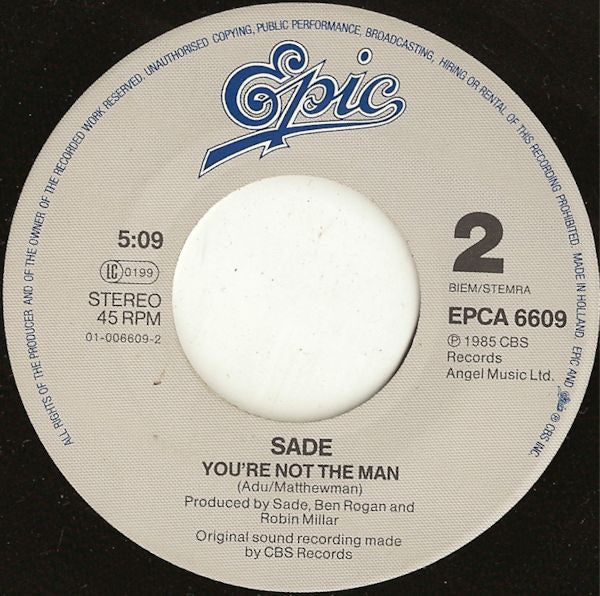 ALL RIGHTS OF THE PRODUCER AND OF THE OWNER OF THE RECORDED WORK RESERVED. UNAUTHORISED COPYING, PUBLIC PERFORMANCE, BROADCASTING, HIRING OR RENTAL OF THIS RECORDING PROHIBITED. MADE IN HOLLAND. EPIC AND ® CBS INC.
Epic
5:09
LC 0199
STEREO
45 RPM
01-006609-2
2
BIEM/STEMRA
EPCA 6609
Ⓟ 1985 CBS
Records
Angel Music Ltd.
SADE
YOU'RE NOT THE MAN
(Adu/Matthewman)
Produced by Sade, Ben Rogan and
Robin Millar
Original sound recording made
by CBS Records